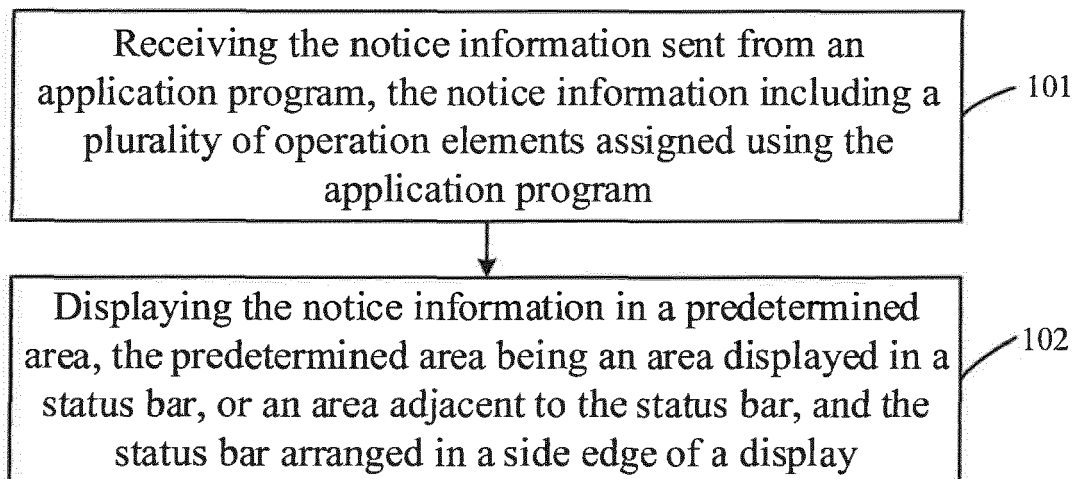 Receiving the notice information sent from an
application program, the notice information including a
plurality of operation elements assigned using the
application program
101
Displaying the notice information in a predetermined
area, the predetermined area being an area displayed in a
status bar, or an area adjacent to the status bar, and the
status bar arranged in a side edge of a display
102